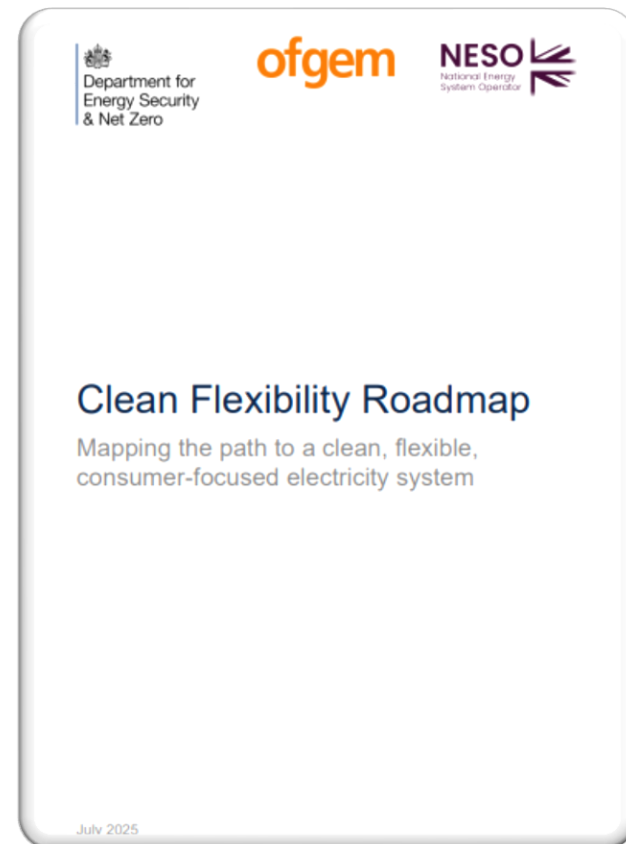 Department for
Energy Security
& Net Zero
ofgem
NESO
National Energy
System Operator
Clean Flexibility Roadmap
Mapping the path to a clean, flexible,
consumer-focused electricity system
July 2025